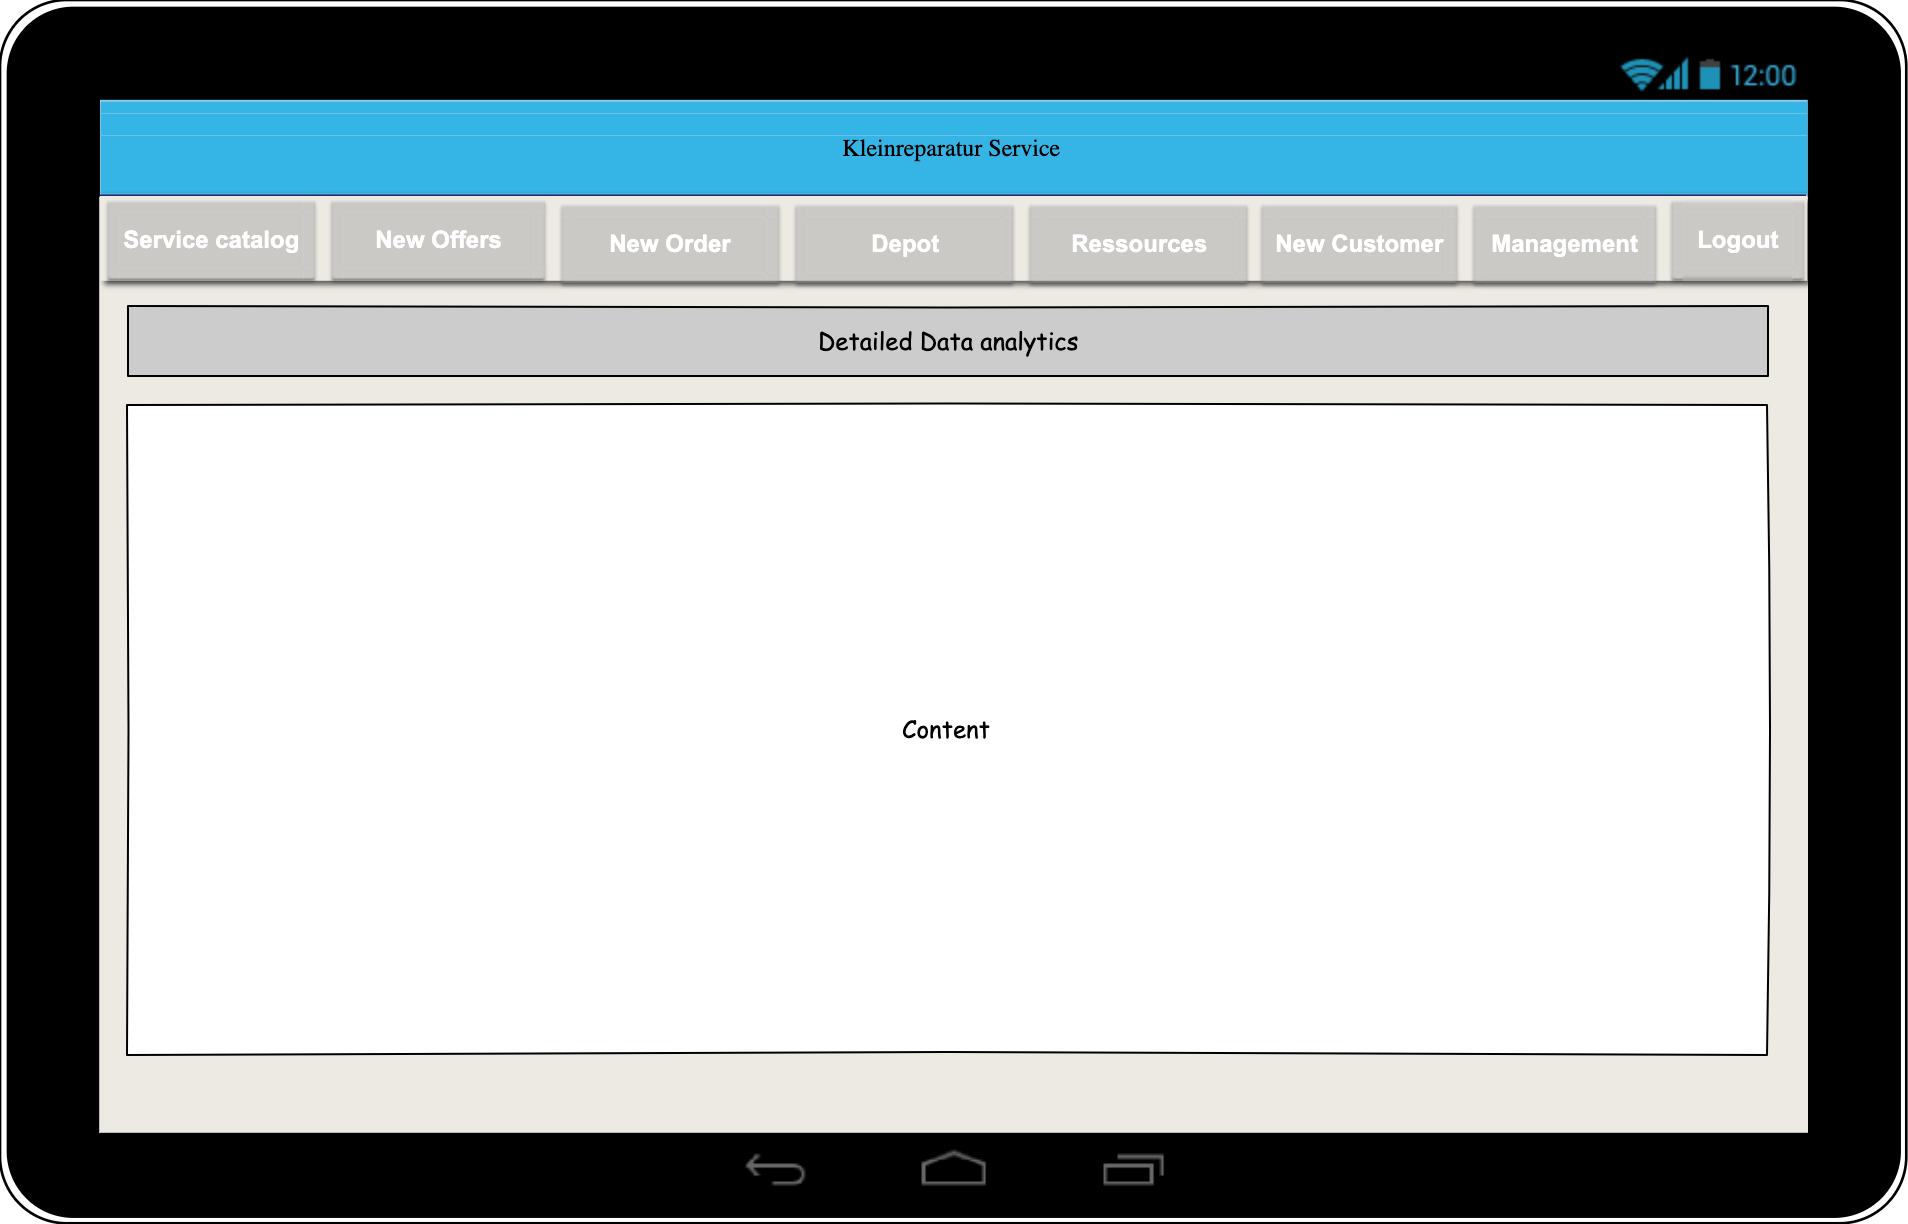 12:00
Kleinreparatur Service
Service catalog
New Offers
New Order
Depot
Ressources
New Customer
Management
Logout
Detailed Data analytics
Content